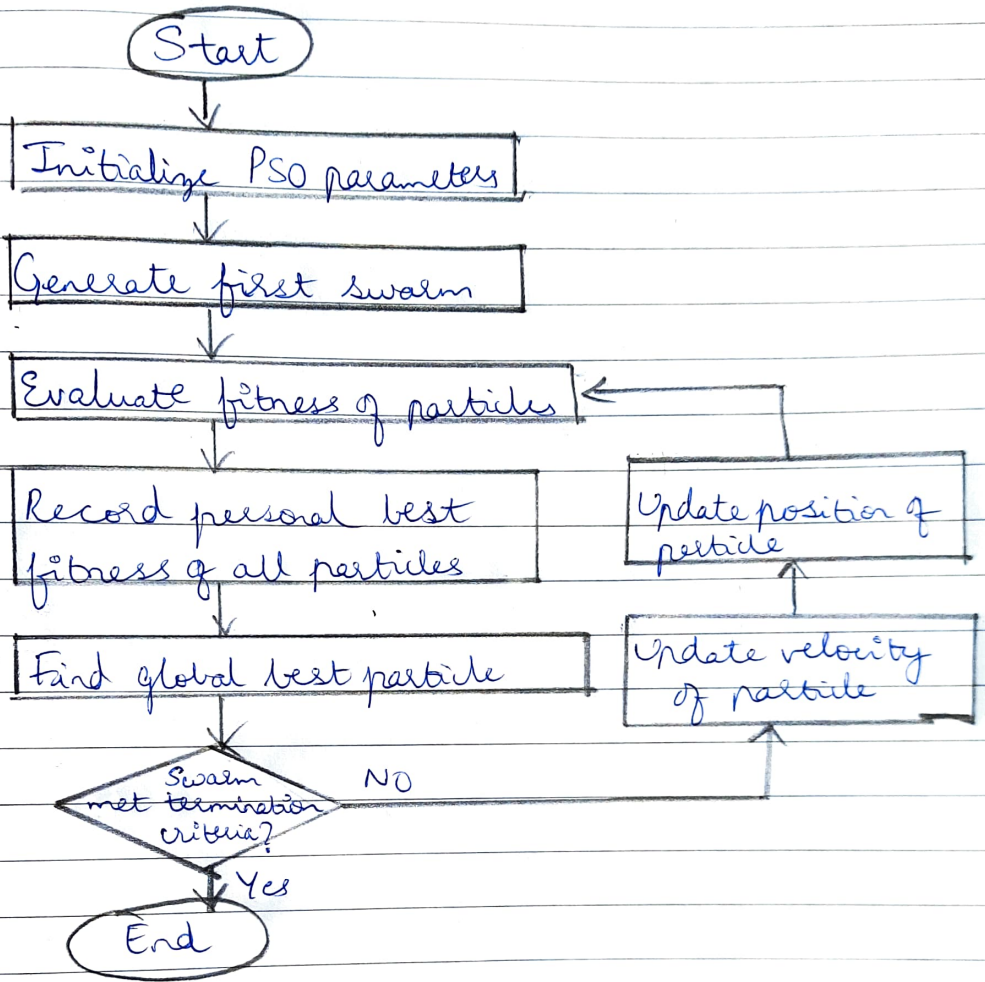 Start
Initialize PSO parameters
Generate first swarm
Evaluate fitness of particles
Record personal best
fitness of all particles
Find global best particle
Swarm
met termination
criteria?
NO
Update velocity
of particle
Update position of
particle
Yes
End